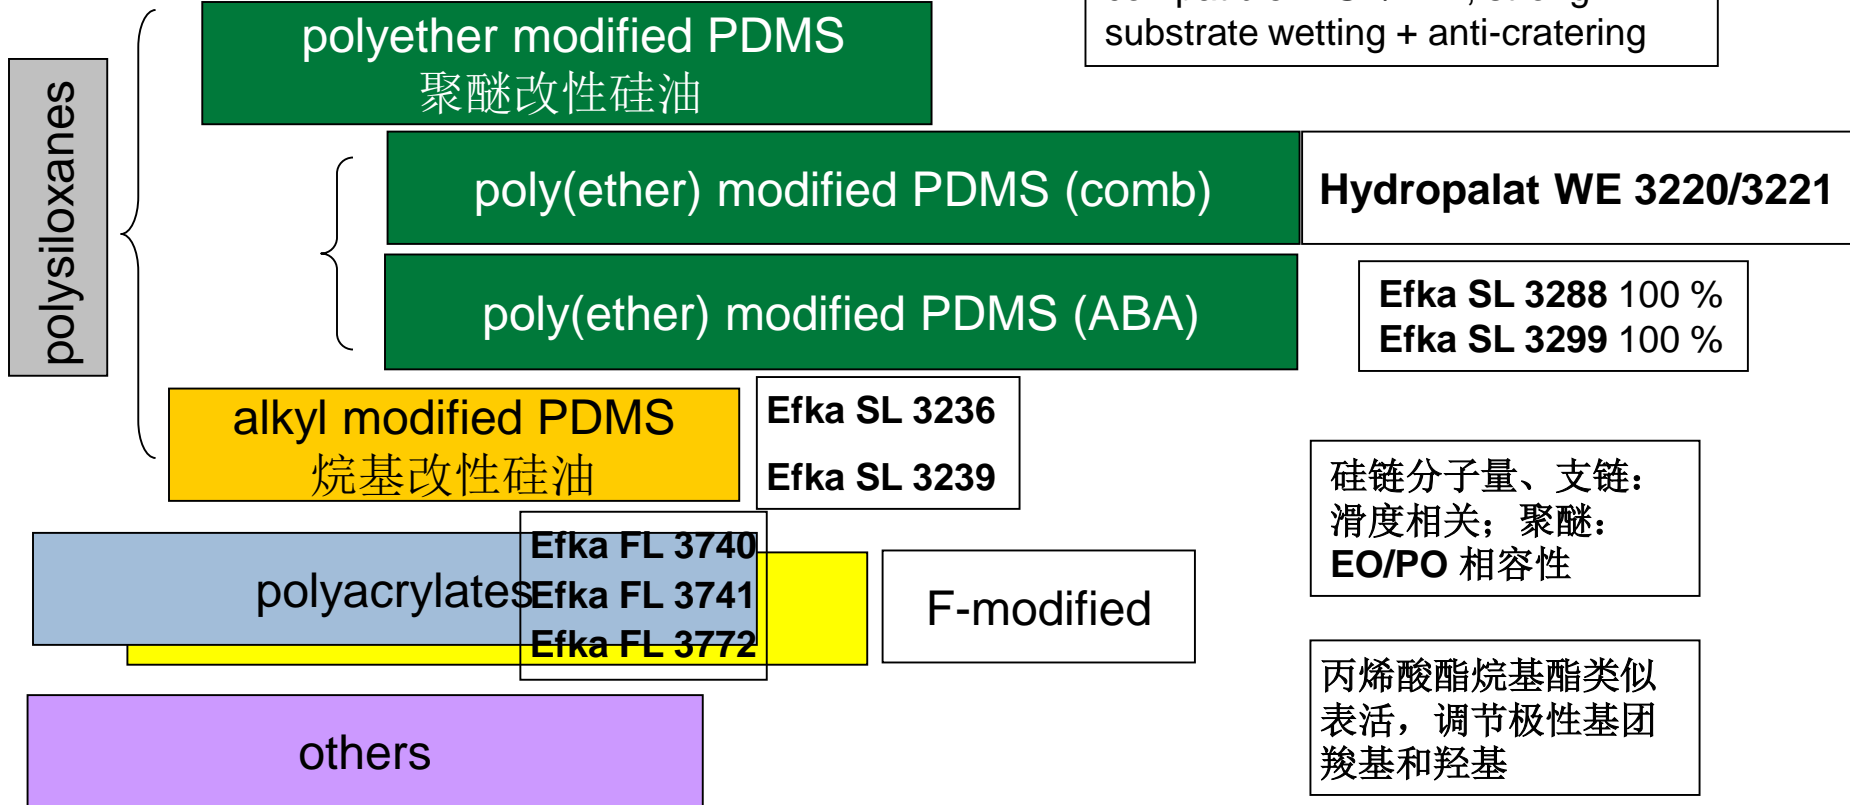 substrate wetting + anti-cratering
polyether modified PDMS
聚醚改性硅油
polysiloxanes
poly(ether) modified PDMS (comb)
Hydropalat WE 3220/3221
poly(ether) modified PDMS (ABA)
Efka SL 3288 100 %
Efka SL 3299 100 %
alkyl modified PDMS
烷基改性硅油
Efka SL 3236
Efka SL 3239
硅链分子量、支链：
滑度相关；聚醚：
EO/PO 相容性
polyacrylates
Efka FL 3740
Efka FL 3741
Efka FL 3772
F-modified
丙烯酸酯烷基酯类似
表活，调节极性基团
羧基和羟基
others